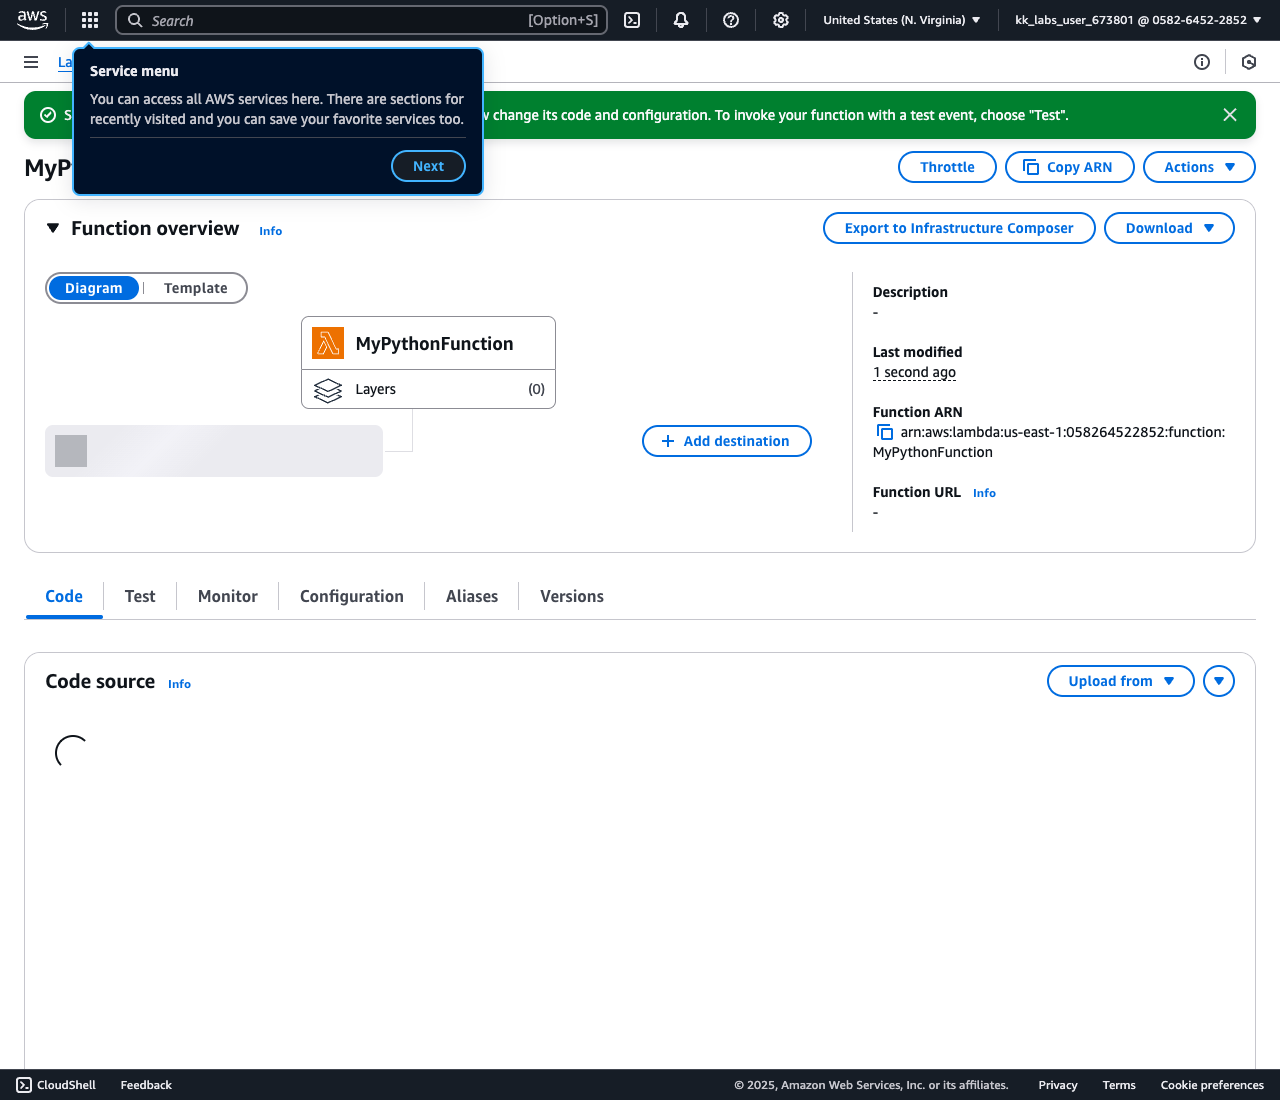 aws
Search [Option+S]
United States (N. Virginia)
kk_labs_user_673801 @ 0582-6452-2852
La
Service menu
You can access all AWS services here. There are sections for
recently visited and you can save your favorite services too.
Next
S
w change its code and configuration. To invoke your function with a test event, choose "Test".
MyP
Throttle
Copy ARN
Actions
Function overview Info
Export to Infrastructure Composer
Download
Diagram
Template
MyPythonFunction
Layers (0)
Add destination
Description
-
Last modified
1 second ago
Function ARN
arn:aws:lambda:us-east-1:058264522852:function:
MyPythonFunction
Function URL Info
-
Code
Test
Monitor
Configuration
Aliases
Versions
Code source Info
Upload from
CloudShell
Feedback
© 2025, Amazon Web Services, Inc. or its affiliates.
Privacy
Terms
Cookie preferences